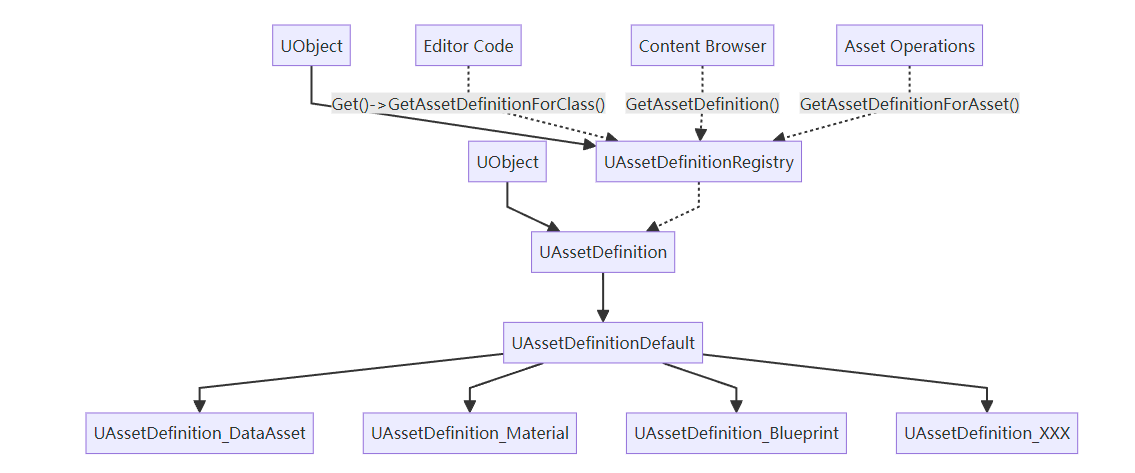 UObject
Editor Code
Content Browser
Asset Operations
Get()->GetAssetDefinitionForClass()
GetAssetDefinition()
GetAssetDefinitionForAsset()
UObject
UAssetDefinitionRegistry
UAssetDefinition
UAssetDefinitionDefault
UAssetDefinition_DataAsset
UAssetDefinition_Material
UAssetDefinition_Blueprint
UAssetDefinition_XXX